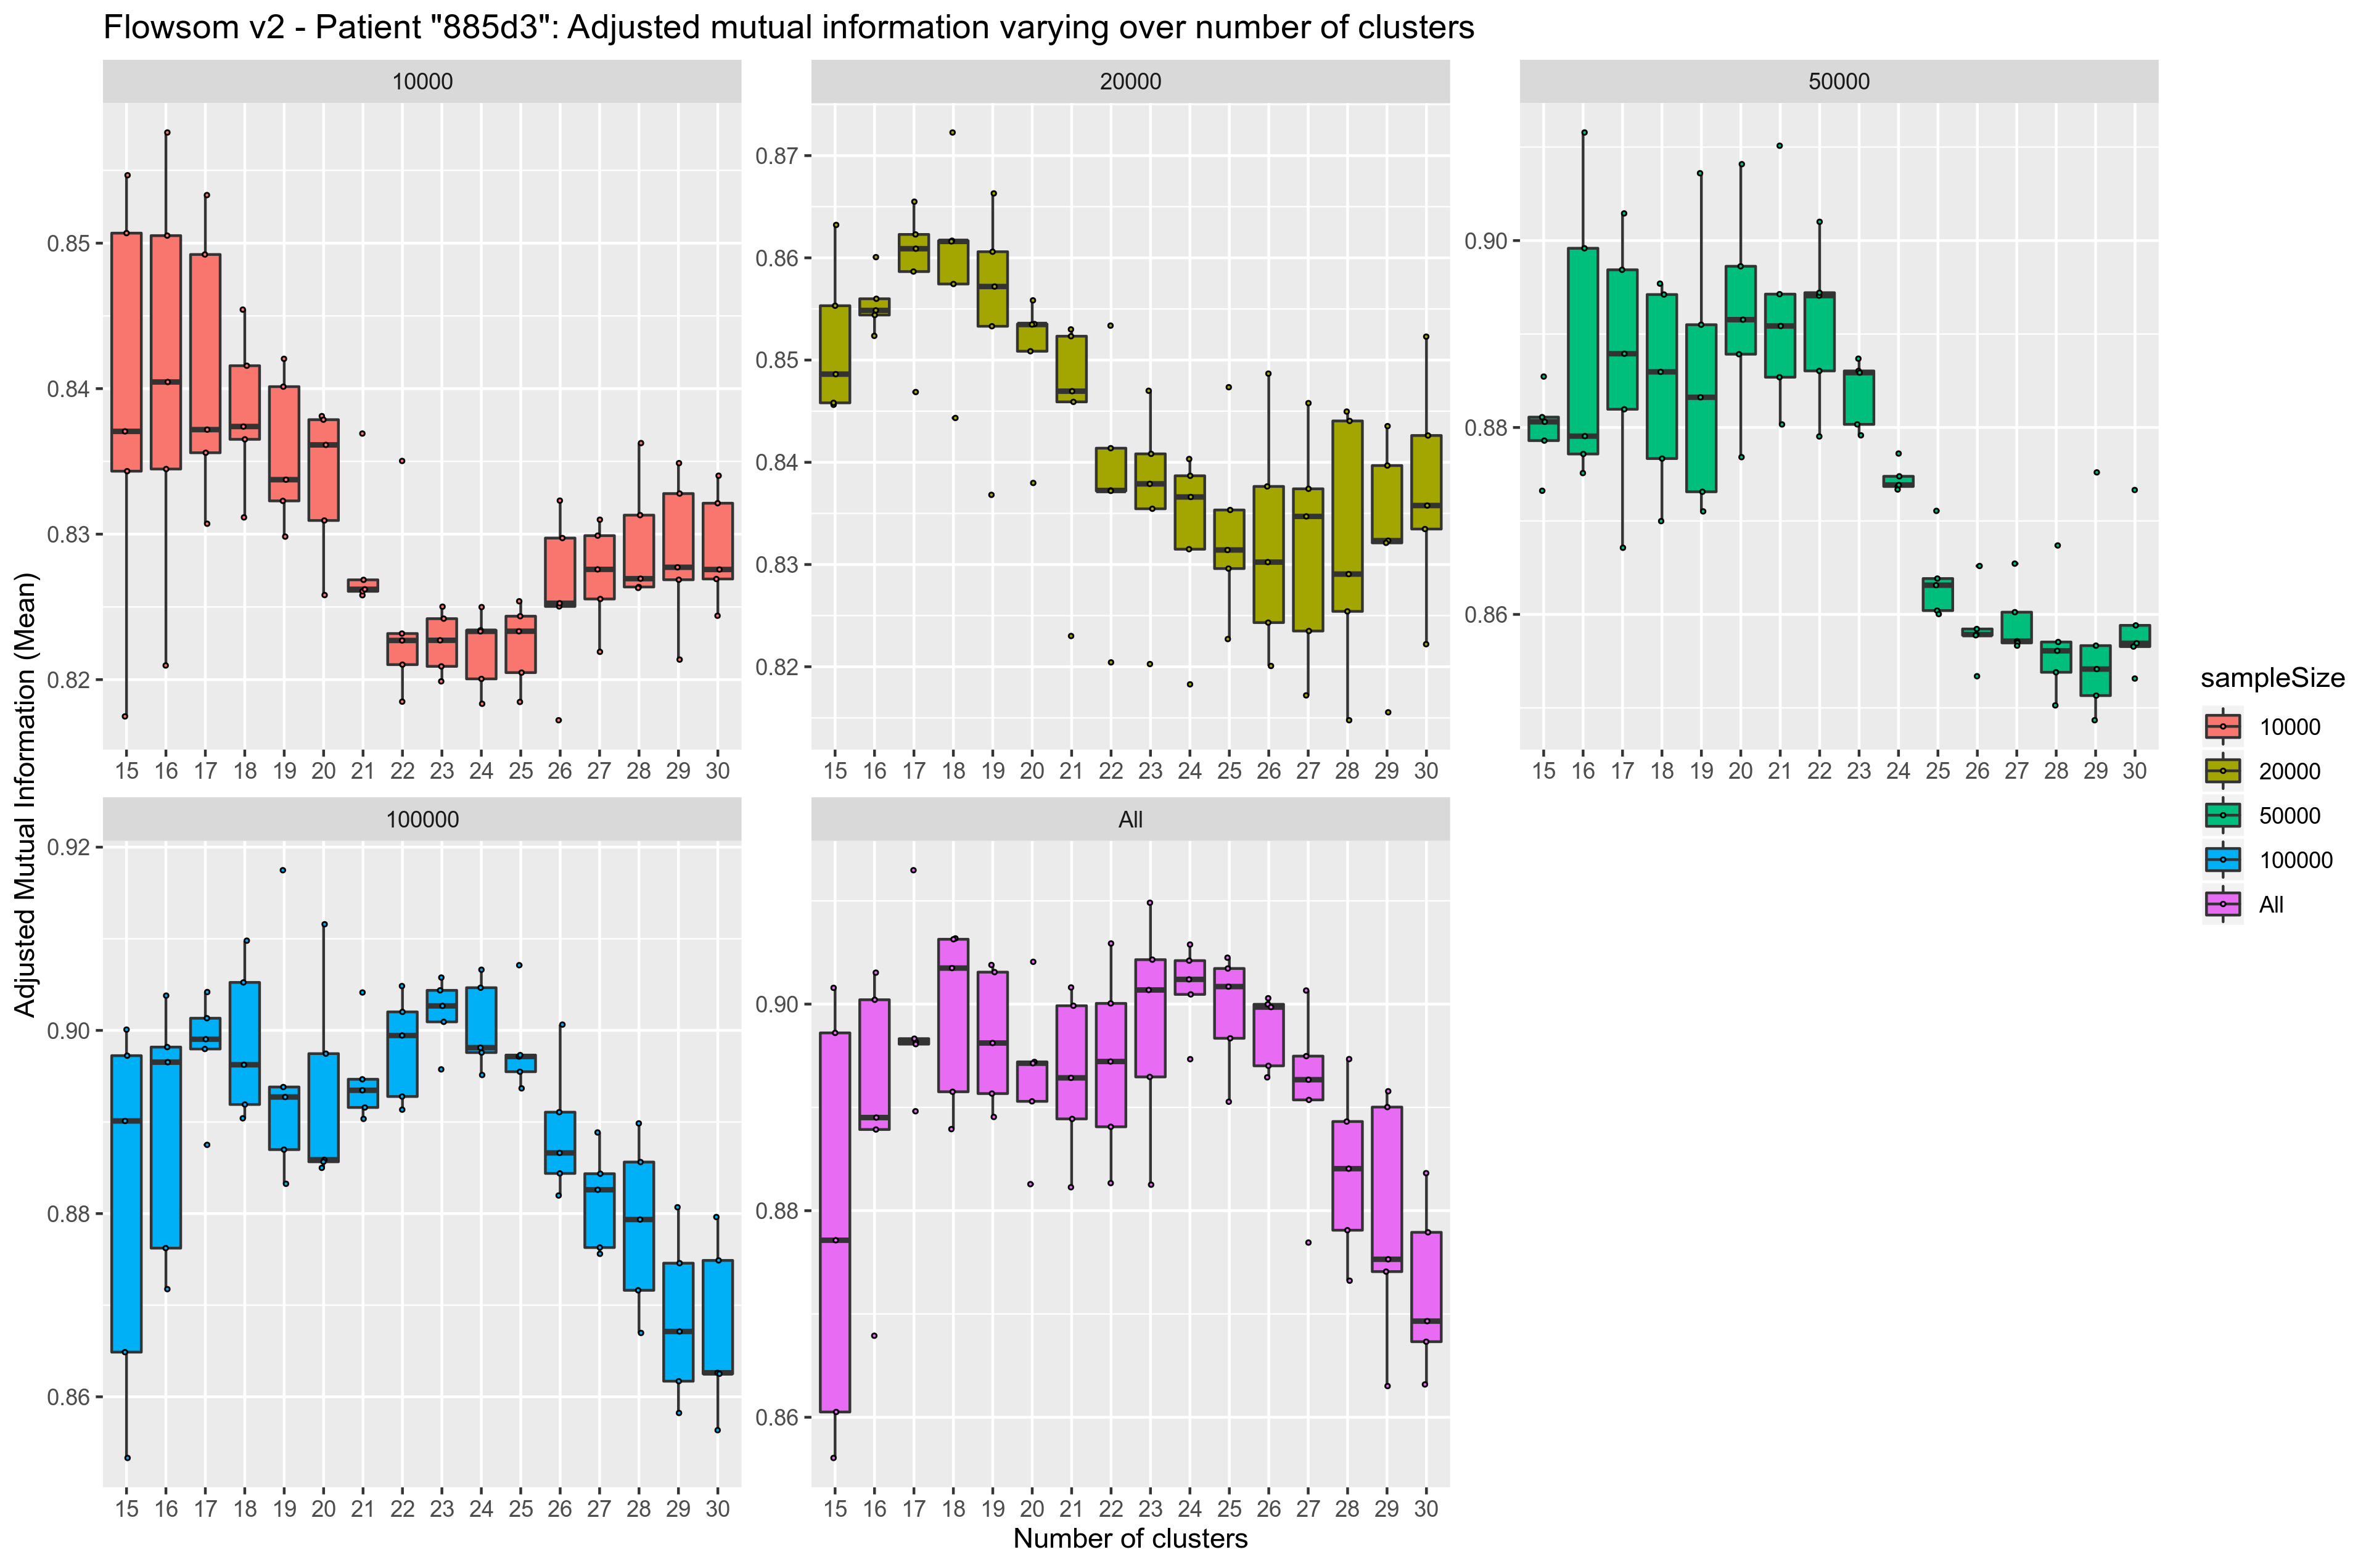 Flowsom v2 - Patient "885d3": Adjusted mutual information varying over number of clusters
10000
20000
50000
0.85
0.84
0.83
0.82
0.87
0.86
0.85
0.84
0.83
0.82
0.90
0.88
0.86
15 16 17 18 19 20 21 22 23 24 25 26 27 28 29 30
15 16 17 18 19 20 21 22 23 24 25 26 27 28 29 30
15 16 17 18 19 20 21 22 23 24 25 26 27 28 29 30
Adjusted Mutual Information (Mean)
100000
All
0.92
0.90
0.88
0.86
0.90
0.88
0.86
15 16 17 18 19 20 21 22 23 24 25 26 27 28 29 30
15 16 17 18 19 20 21 22 23 24 25 26 27 28 29 30
Number of clusters
sampleSize
10000
20000
50000
100000
All